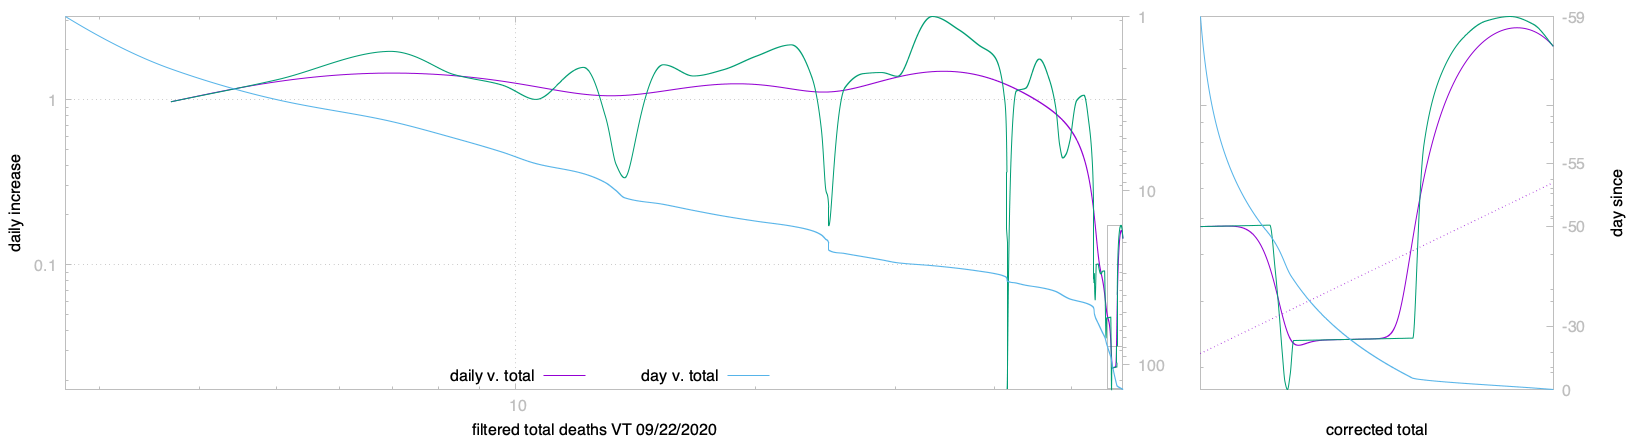 1
-59
1
daily increase
-55
day since
10
-50
0.1
-30
100
daily v. total
day v. total
0
10
filtered total deaths VT 09/22/2020
corrected total